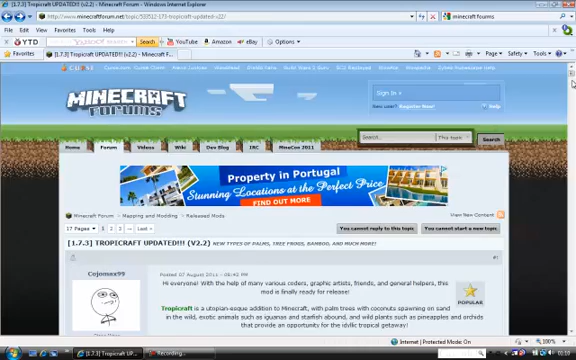 [1.7.3] Tropicraft UPDATED!!! (v2.2) - Windows Internet Explorer
http://www.minecraftforum.net/topic/533512-173-tropicraft-updated-v22/
minecraft fourms
File Edit View Favorites Tools Help
YTD Search YouTube Amazon eBay Options
Favorites [1.7.3] Tropicraft UPDATED!!! (v2.2) Page Safety Tools
MINECRAFT
FORUMS
Sign In »
New user? Register Now! Help
Search... This topic Search
Home Forum Videos Wiki Dev Blog IRC MineCon 2011
Property in Portugal
Stunning Locations at the Perfect Price
FIND OUT MORE
Minecraft Forum → Mapping and Modding → Released Mods View New Content
17 Pages 1 2 3 → Last » You cannot reply to this topic You cannot start a new topic
[1.7.3] TROPICRAFT UPDATED!!! (V2.2) NEW TYPES OF PALMS, TREE FROGS, BAMBOO, AND MUCH MORE!
#1
Cojomax99 Posted 07 August 2011 - 08:43 PM
Hi everyone! With the help of many various coders, graphic artists, friends, and general helpers, this
mod is finally ready for release!
POPULAR
Tropicraft is a utopian-esque addition to Minecraft, with palm trees with coconuts spawning on sand
in the wild, exotic animals such as iguanas and starfish abound, and wild plants such as pineapples and orchids
that provide an opportunity for the idyllic tropical getaway!
Internet | Protected Mode: On 100%
[1.7.3] Tropicraft UP... Recording...